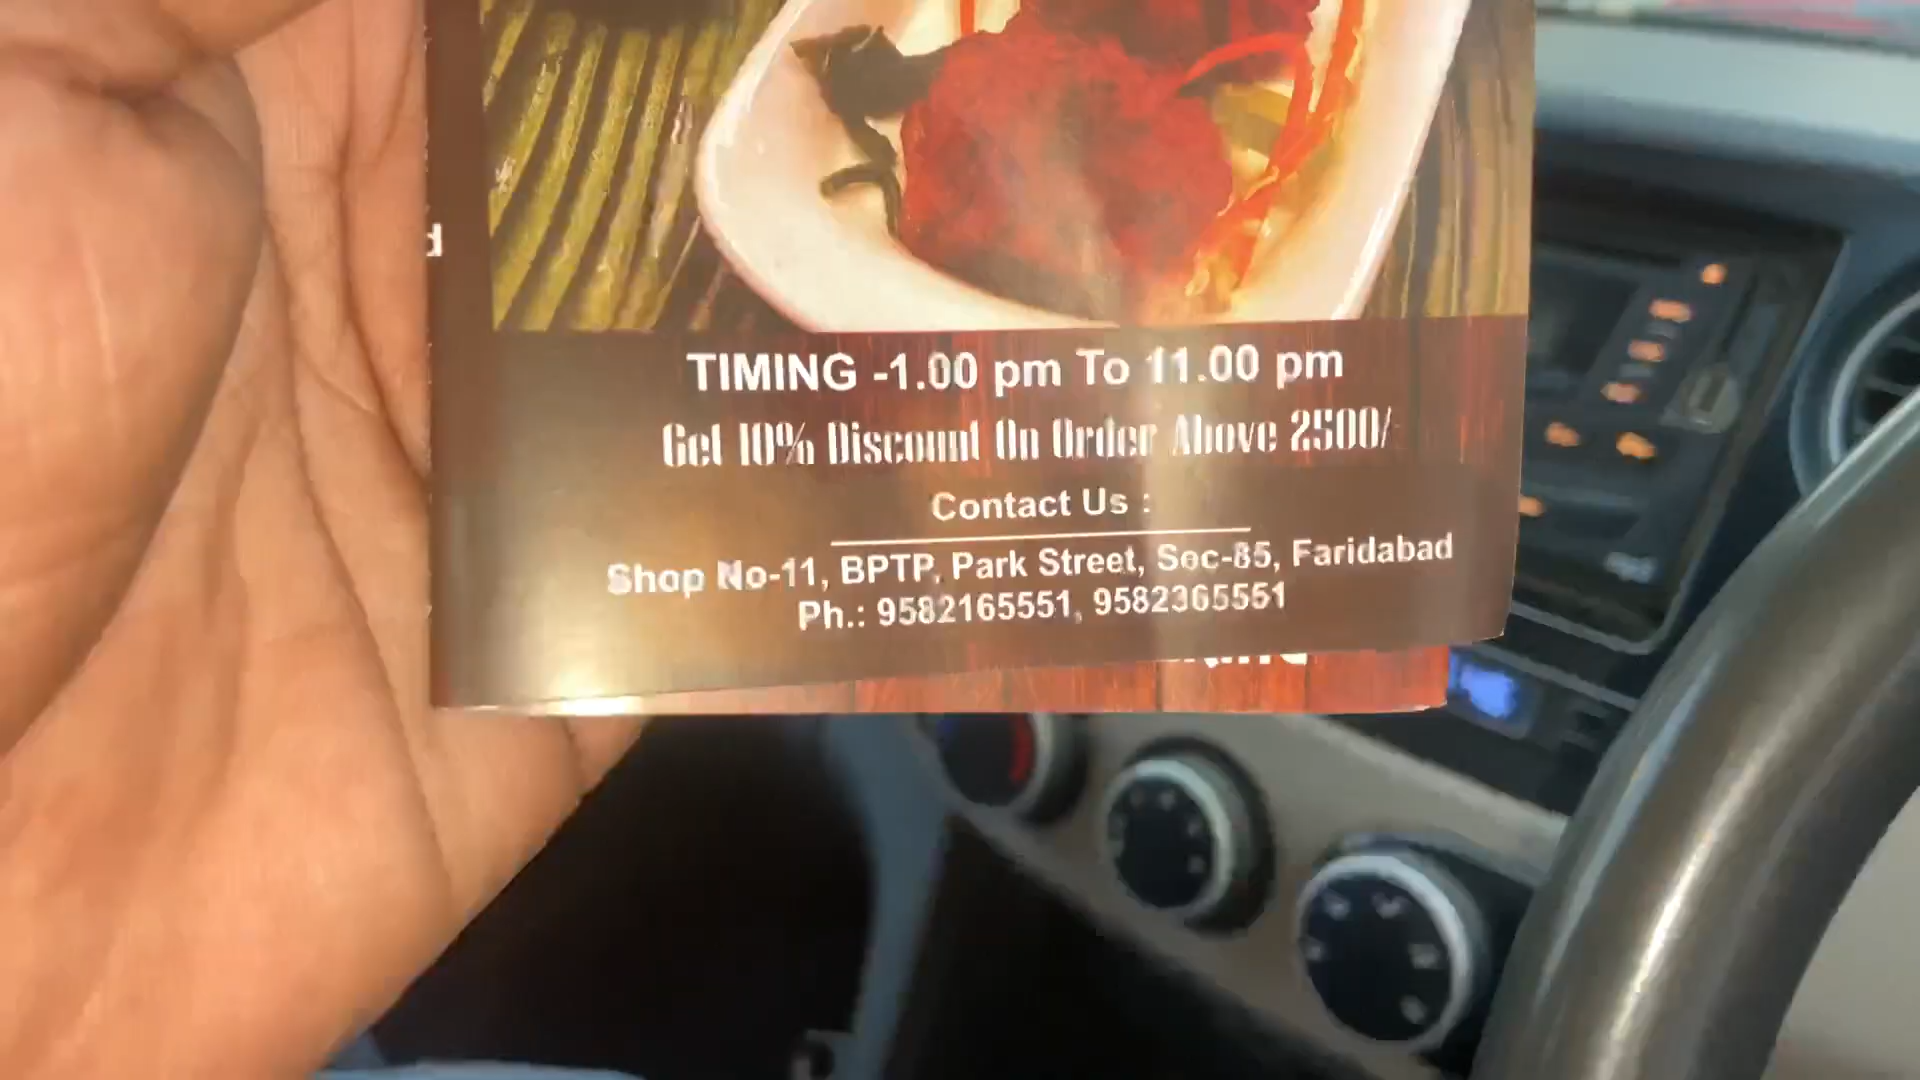 d
TIMING -1.00 pm To 11.00 pm
Get 10% Discount On Order Above 2500/-
Contact Us :
Shop No-11, BPTP, Park Street, Sec-85, Faridabad
Ph.: 9582165551, 9582365551